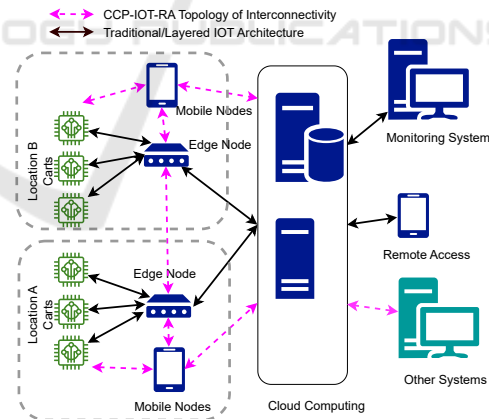 CCP-IOT-RA Topology of Interconnectivity
Traditional/Layered IOT Architecture
Mobile Nodes
Monitoring System
Edge Node
Location B
Carts
Remote Access
Edge Node
Location A
Carts
Other Systems
Mobile Nodes
Cloud Computing